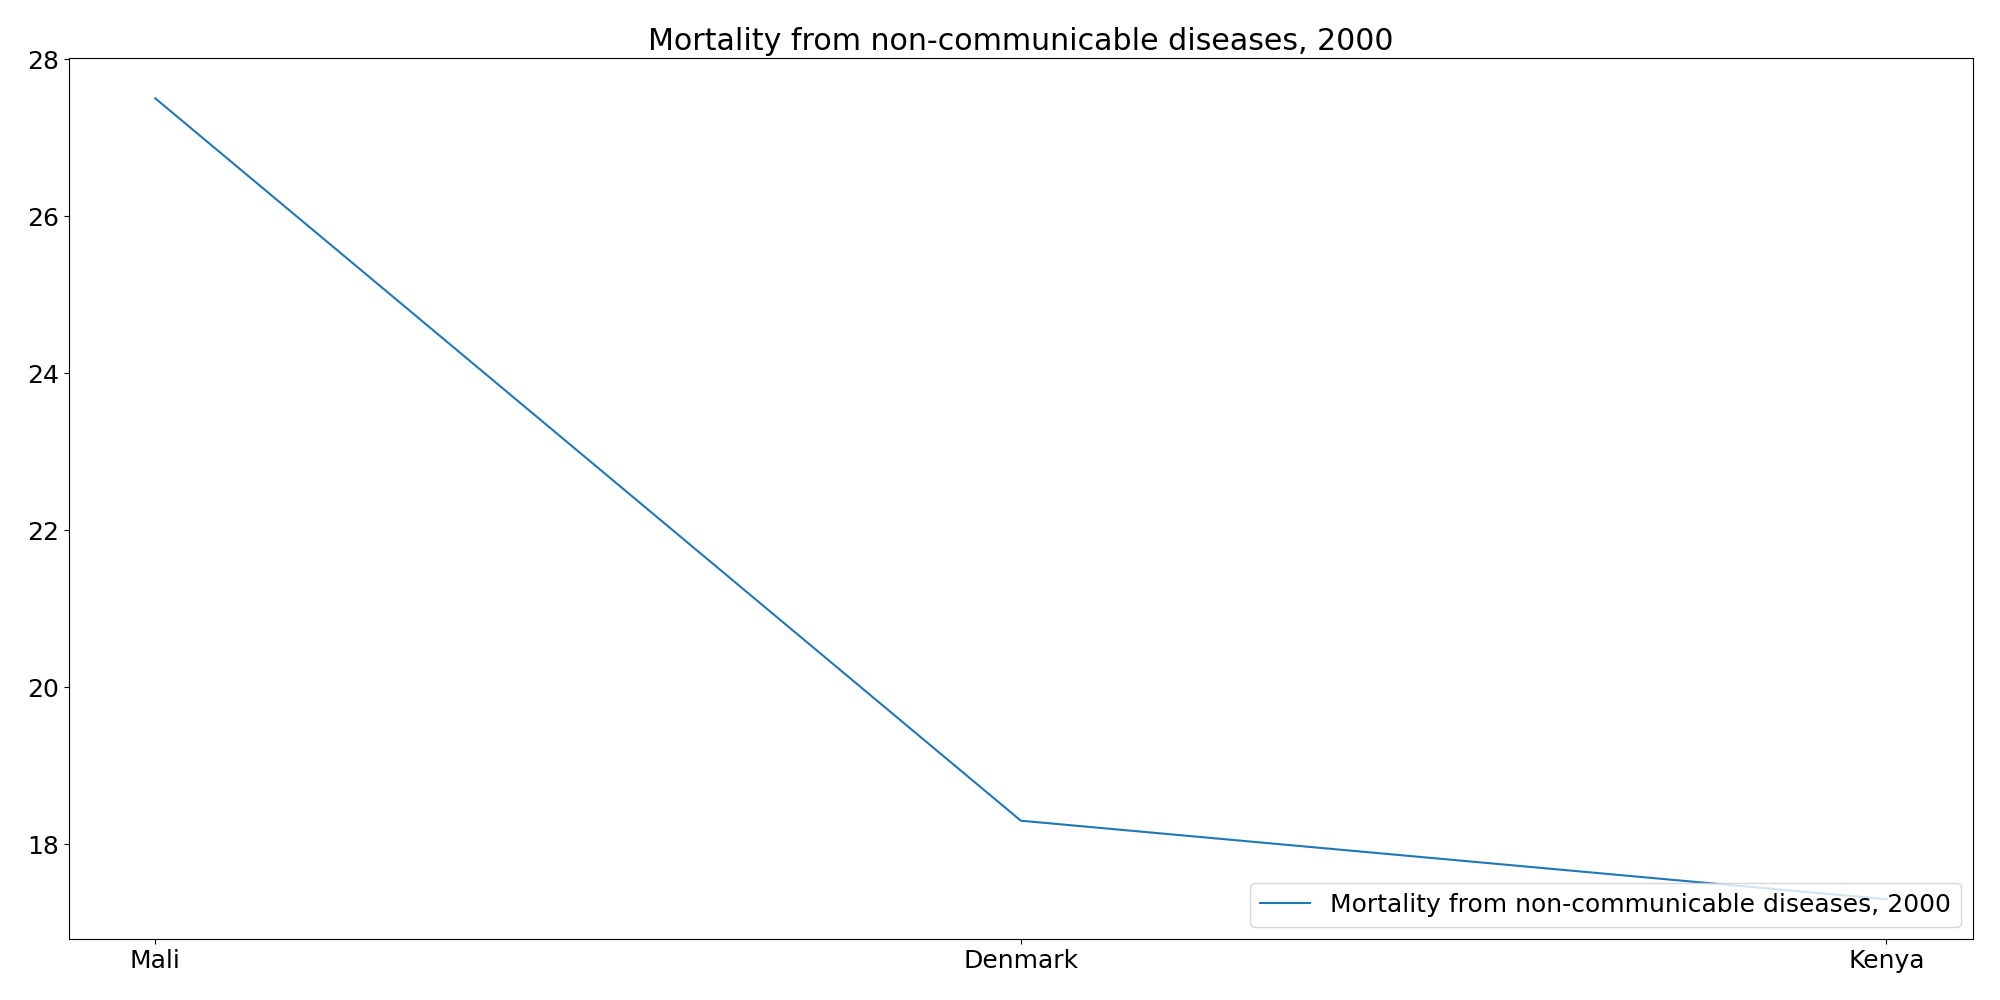 Mortality from non-communicable diseases, 2000
28
26
24
22
20
18
Mortality from non-communicable diseases, 2000
Mali Denmark Kenya